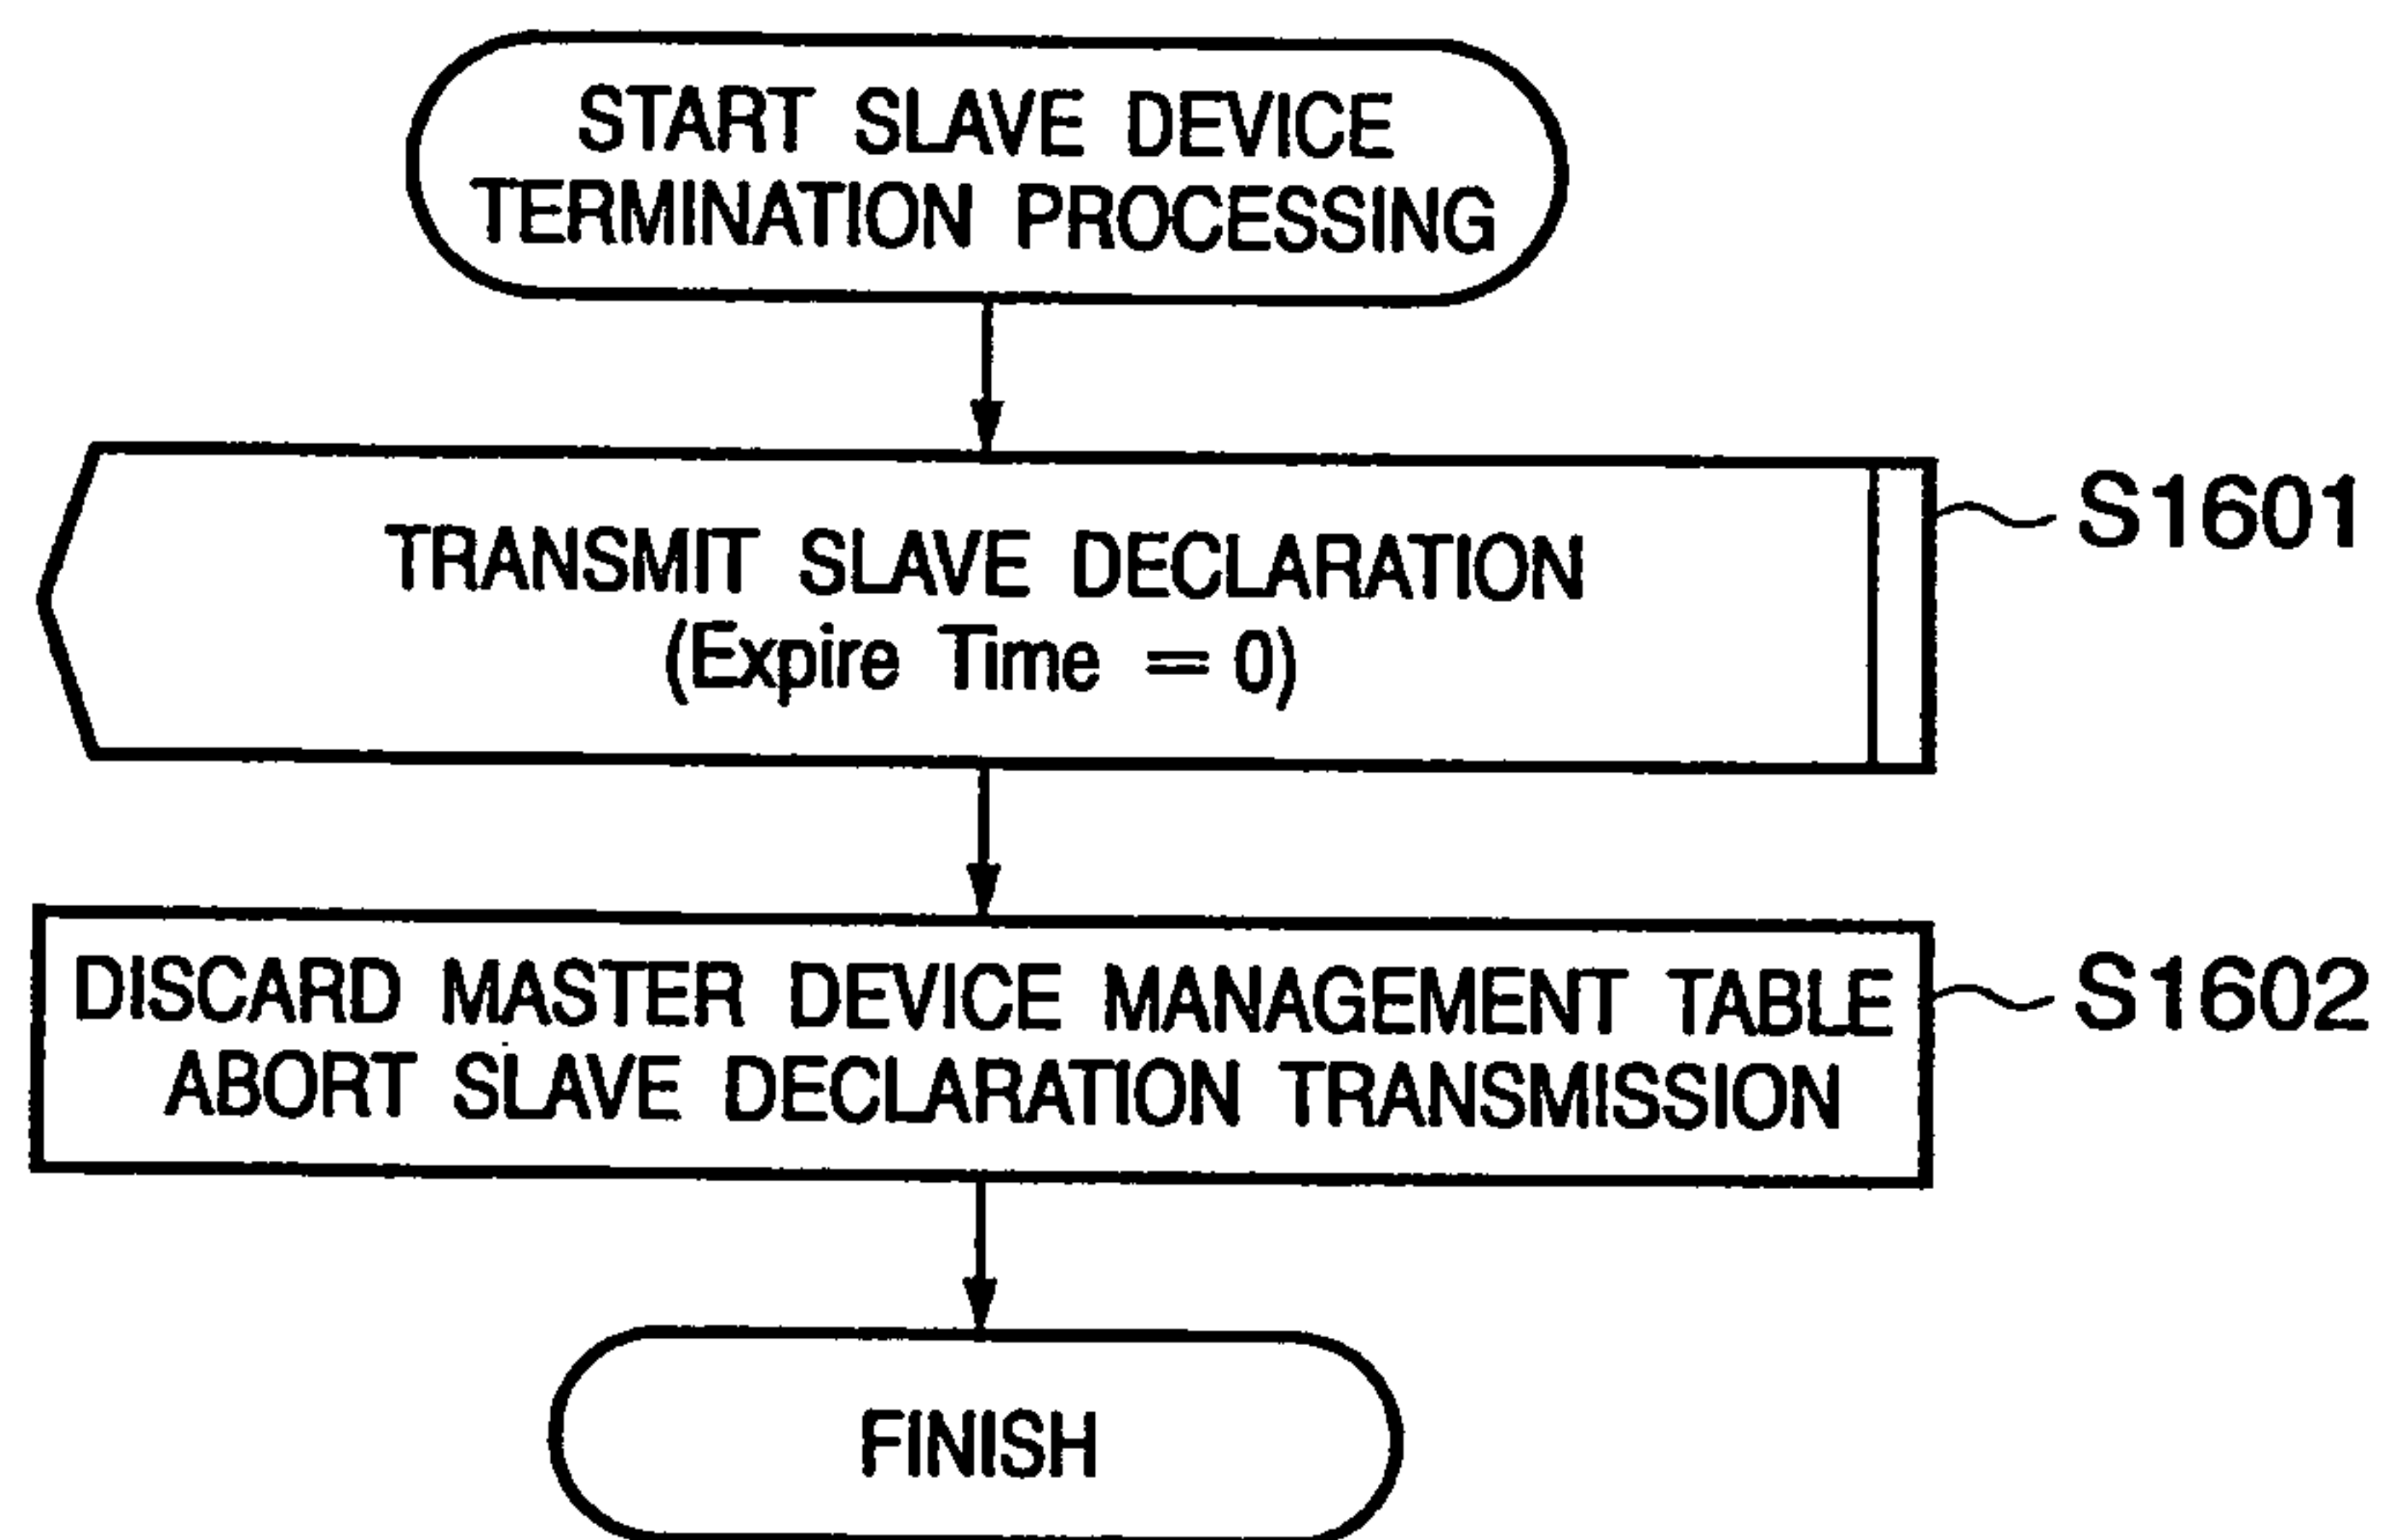 START SLAVE DEVICE
TERMINATION PROCESSING
TRANSMIT SLAVE DECLARATION
(Expire Time = 0)
S1601
DISCARD MASTER DEVICE MANAGEMENT TABLE
ABORT SLAVE DECLARATION TRANSMISSION
S1602
FINISH